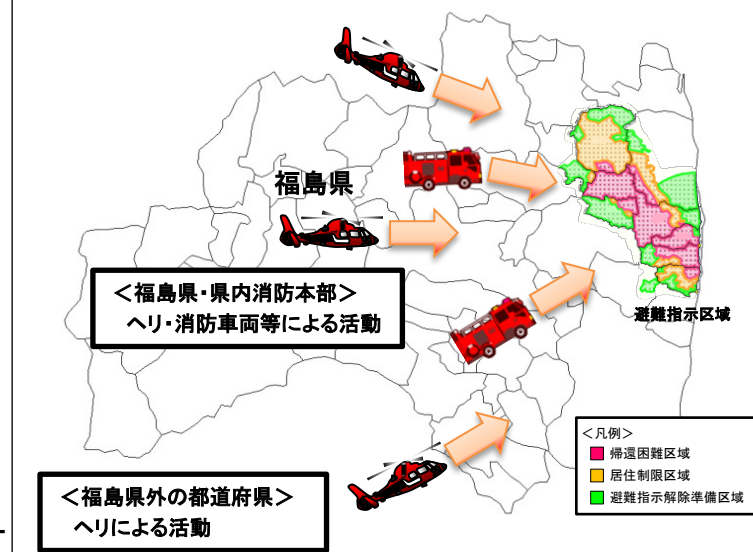 福島県
＜福島県・県内消防本部＞
ヘリ・消防車両等による活動
避難指示区域
＜凡例＞
帰還困難区域
居住制限区域
避難指示解除準備区域
＜福島県外の都道府県＞
ヘリによる活動